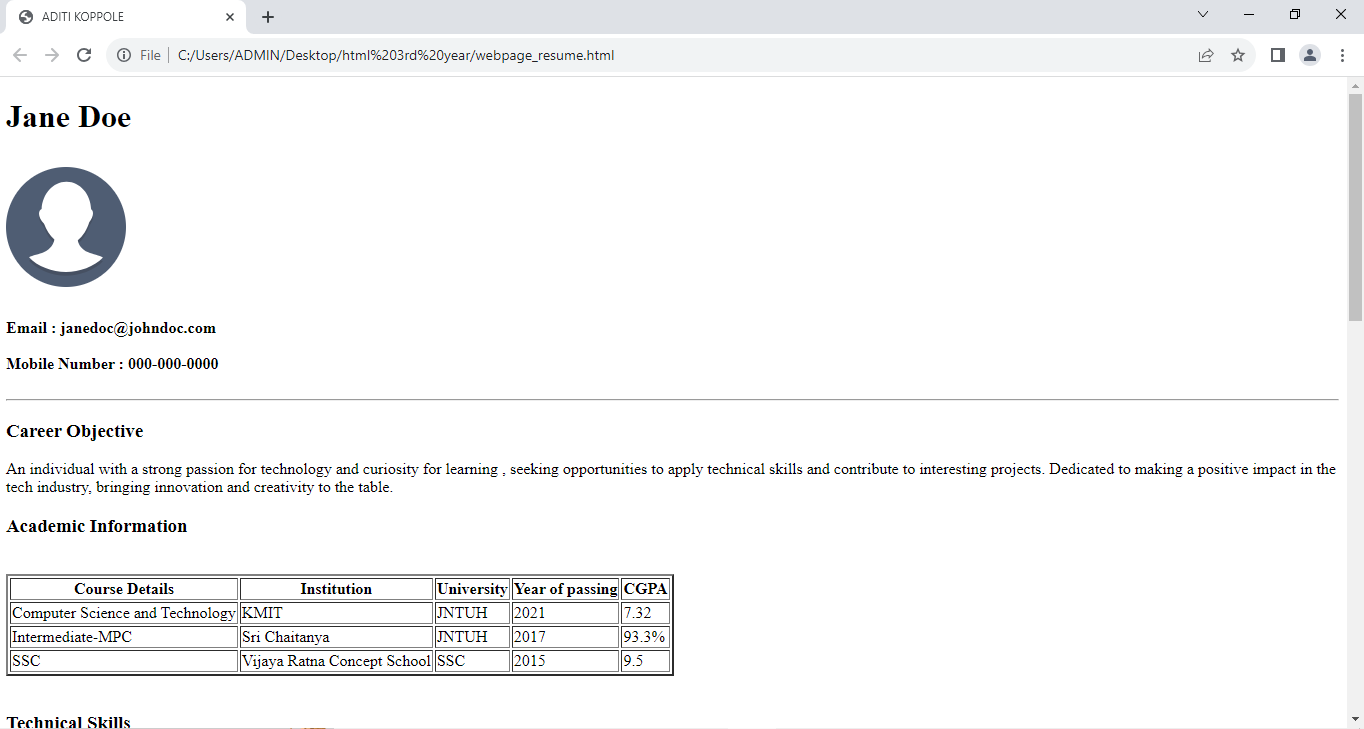 ADITI KOPPOLE
File C:/Users/ADMIN/Desktop/html%203rd%20year/webpage_resume.html
Jane Doe
Email : janedoc@johndoc.com
Mobile Number : 000-000-0000
Career Objective
An individual with a strong passion for technology and curiosity for learning , seeking opportunities to apply technical skills and contribute to interesting projects. Dedicated to making a positive impact in the
tech industry, bringing innovation and creativity to the table.
Academic Information
Course Details Institution University Year of passing CGPA
Computer Science and Technology KMIT JNTUH 2021 7.32
Intermediate-MPC Sri Chaitanya JNTUH 2017 93.3%
SSC Vijaya Ratna Concept School SSC 2015 9.5
Technical Skills